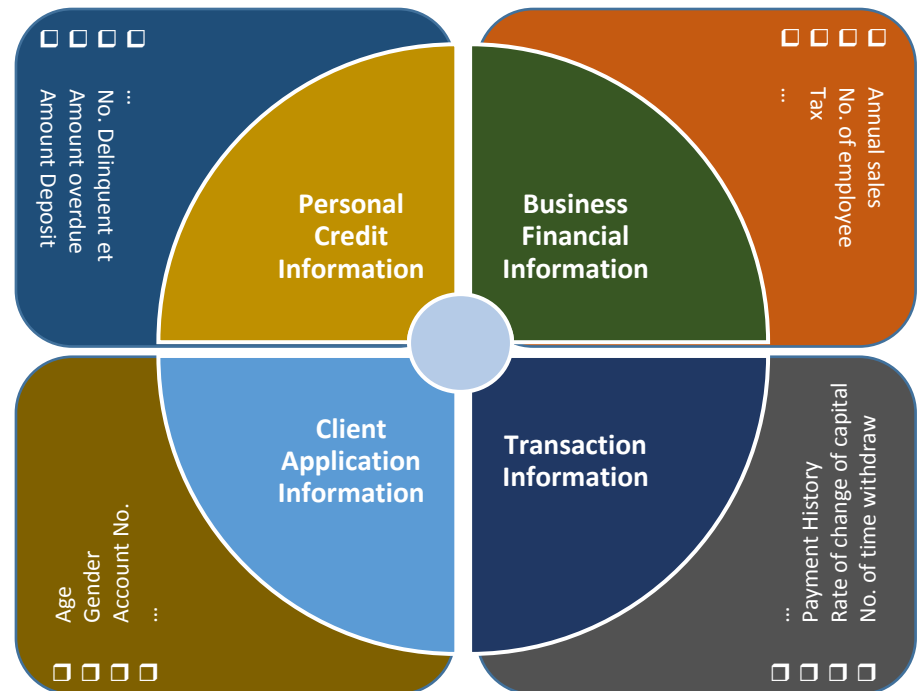 Personal
Credit
Information
Amount Deposit
Amount overdue
No. Delinquent et
...
Business
Financial
Information
Annual sales
No. of employee
Tax
...
Client
Application
Information
Age
Gender
Account No.
...
Transaction
Information
No. of time withdraw
Rate of change of capital
Payment History
...